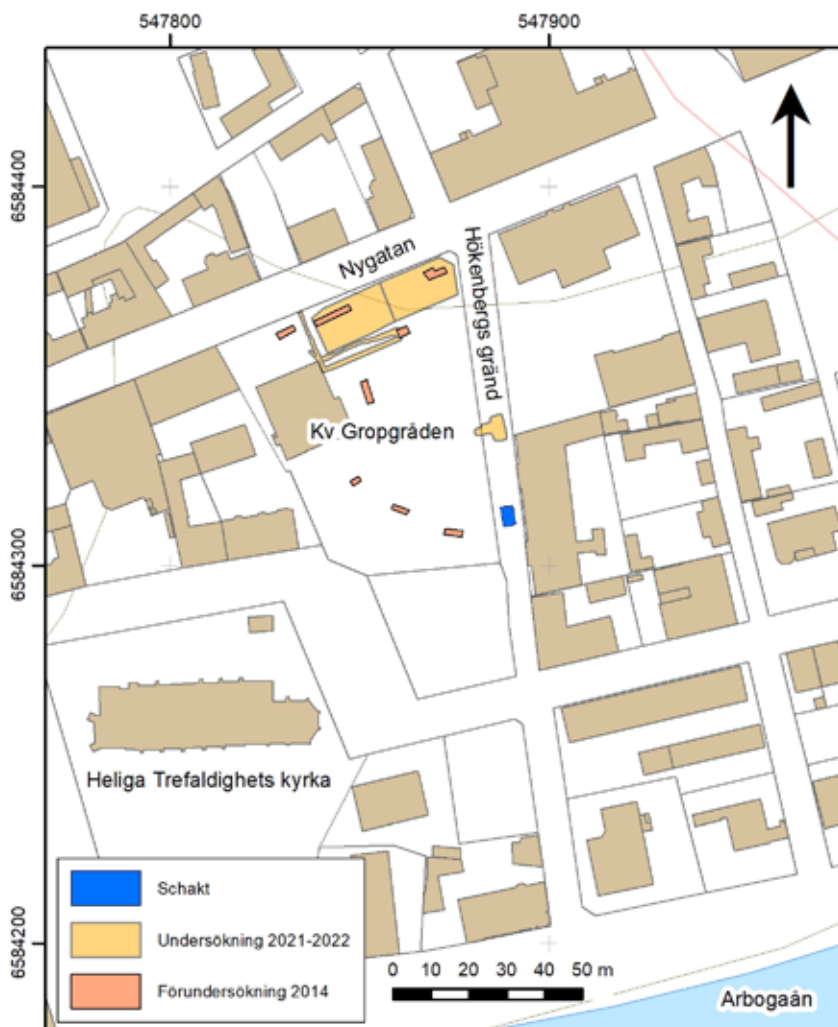 547800
547900
6584400
6584300
6584200
Nygatan
Hökenbergs gränd
Kv Gropgråden
Heliga Trefaldighets kyrka
Schakt
Undersökning 2021-2022
Förundersökning 2014
0 10 20 30 40 50 m
Arbogaån